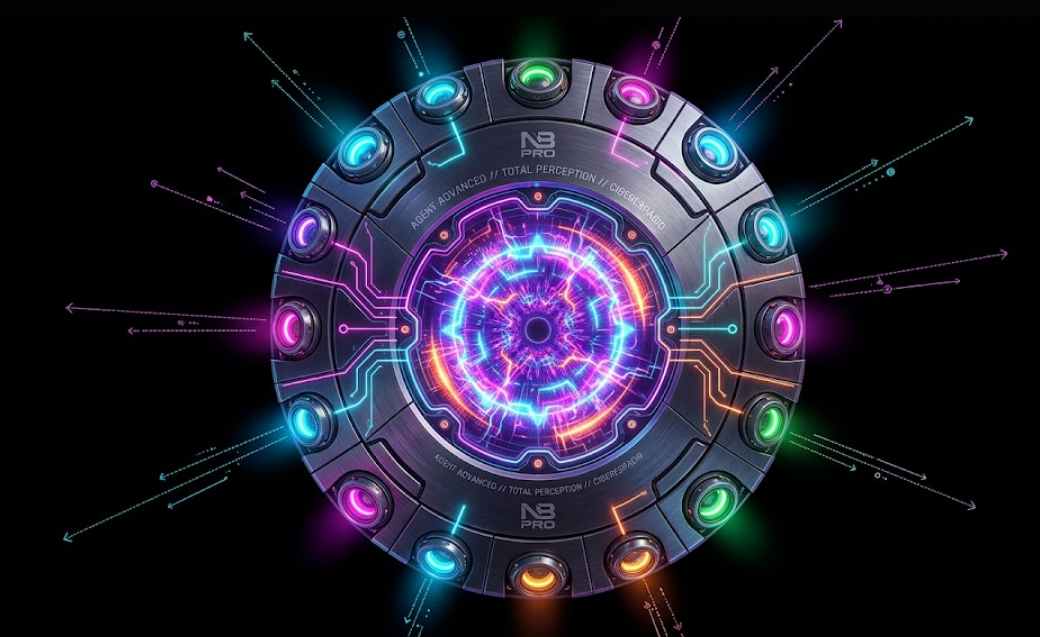 NB
PRO
AGENT ADVANCED // TOTAL PERCEPTION // CIBERESPACIO
AGENT ADVANCED // TOTAL PERCEPTION // CIBERESPACIO
NB
PRO